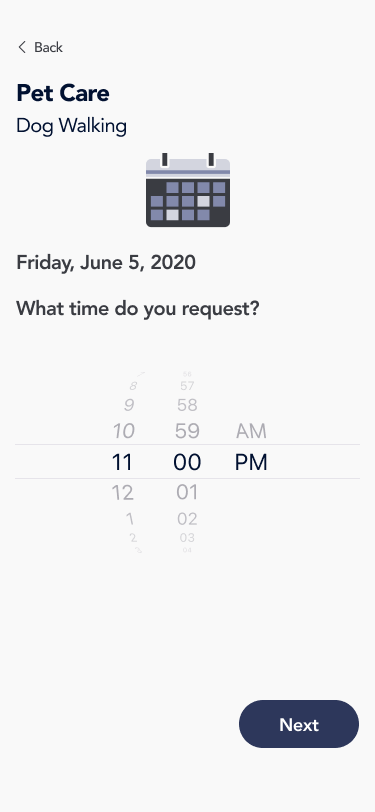 Back
Pet Care
Dog Walking
Friday, June 5, 2020
What time do you request?
8 57
9 58
10 59 AM
11 00 PM
12 01
1 02
2 03
Next